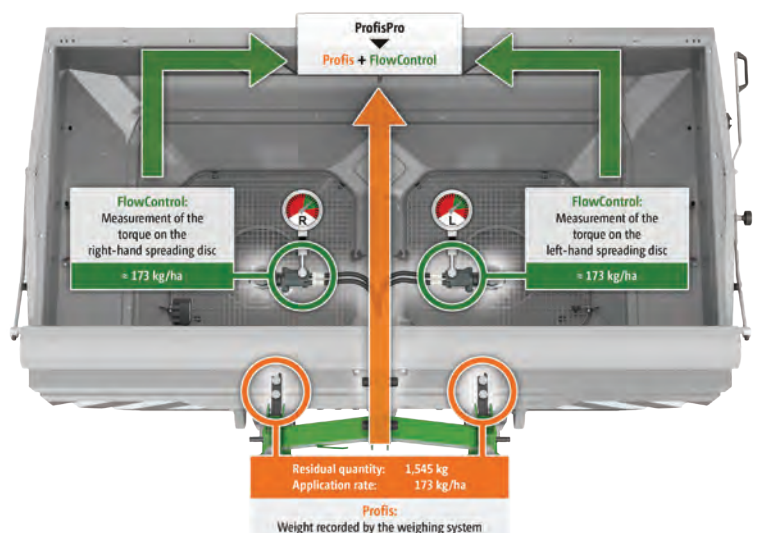 ProfisPro
Profis + FlowControl
FlowControl:
Measurement of the
torque on the
right-hand spreading disc
= 173 kg/ha
R
L
FlowControl:
Measurement of the
torque on the
left-hand spreading disc
= 173 kg/ha
Residual quantity: 1,545 kg
Application rate: 173 kg/ha
Profis:
Weight recorded by the weighing system